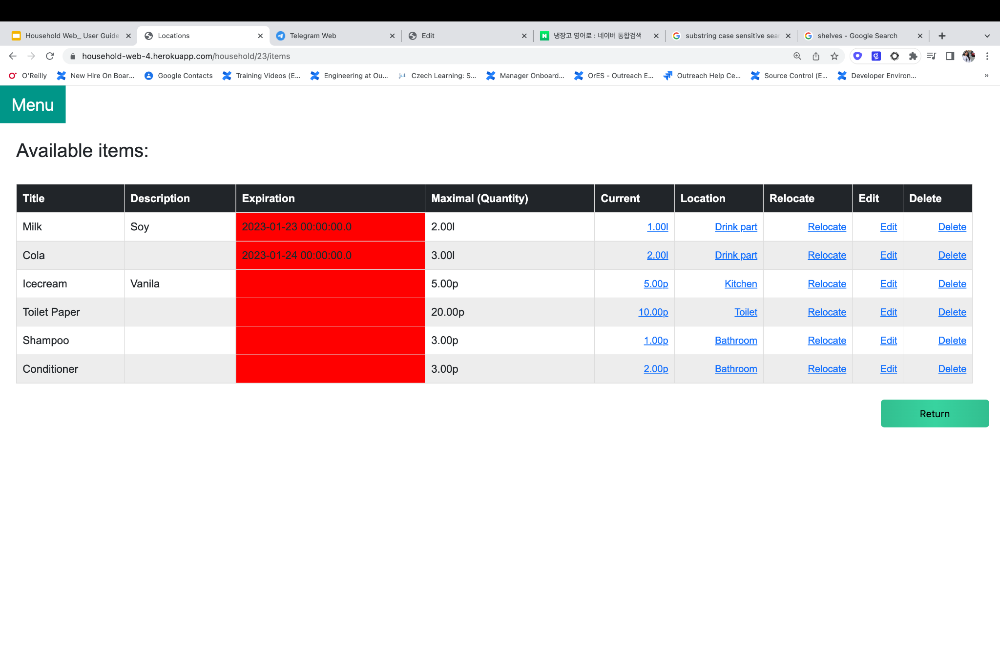 Household Web_ User Guide
Locations
Telegram Web
Edit
냉장고 영어로 : 네이버 통합검색
substring case sensitive sear
shelves - Google Search
household-web-4.herokuapp.com/household/23/items
O'Reilly
New Hire On Boar...
Google Contacts
Training Videos (E...
Engineering at Ou...
Czech Learning: S...
Manager Onboard...
OrES - Outreach E...
Outreach Help Ce...
Source Control (E...
Developer Environ...
»
Menu
Available items:
Title Description Expiration Maximal (Quantity) Current Location Relocate Edit Delete
Milk Soy 2023-01-23 00:00:00.0 2.00l 1.00l Drink part Relocate Edit Delete
Cola 2023-01-24 00:00:00.0 3.00l 2.00l Drink part Relocate Edit Delete
Icecream Vanila 5.00p 5.00p Kitchen Relocate Edit Delete
Toilet Paper 20.00p 10.00p Toilet Relocate Edit Delete
Shampoo 3.00p 1.00p Bathroom Relocate Edit Delete
Conditioner 3.00p 2.00p Bathroom Relocate Edit Delete
Return